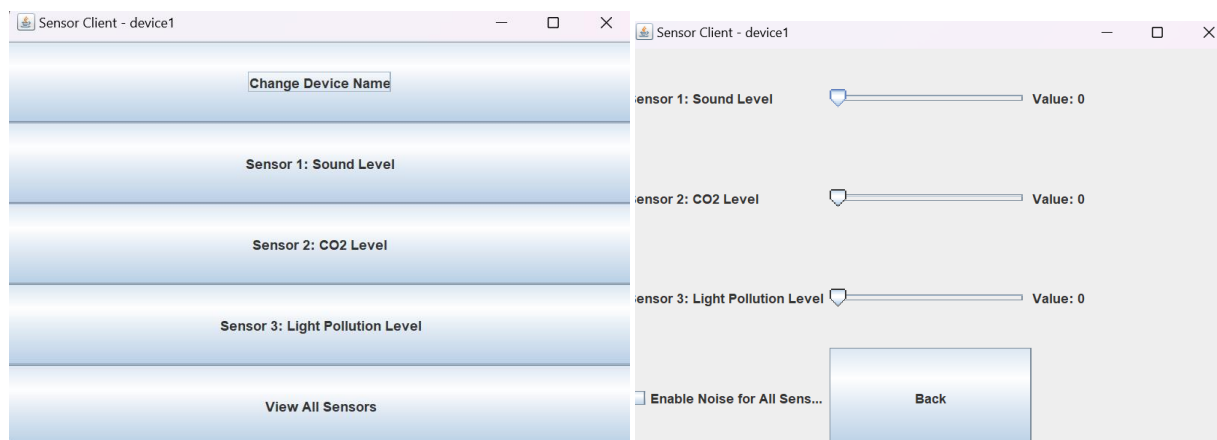 Sensor Client - device1
Change Device Name
Sensor 1: Sound Level
Sensor 2: CO2 Level
Sensor 3: Light Pollution Level
View All Sensors
Sensor Client - device1
ensor 1: Sound Level
Value: 0
ensor 2: CO2 Level
Value: 0
ensor 3: Light Pollution Level
Value: 0
Enable Noise for All Sens...
Back